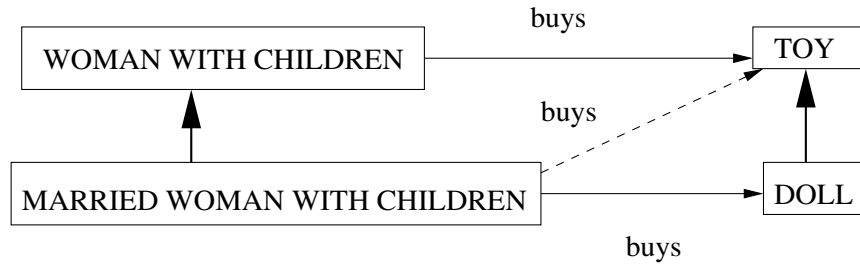 buys
WOMAN WITH CHILDREN
TOY
buys
MARRIED WOMAN WITH CHILDREN
DOLL
buys